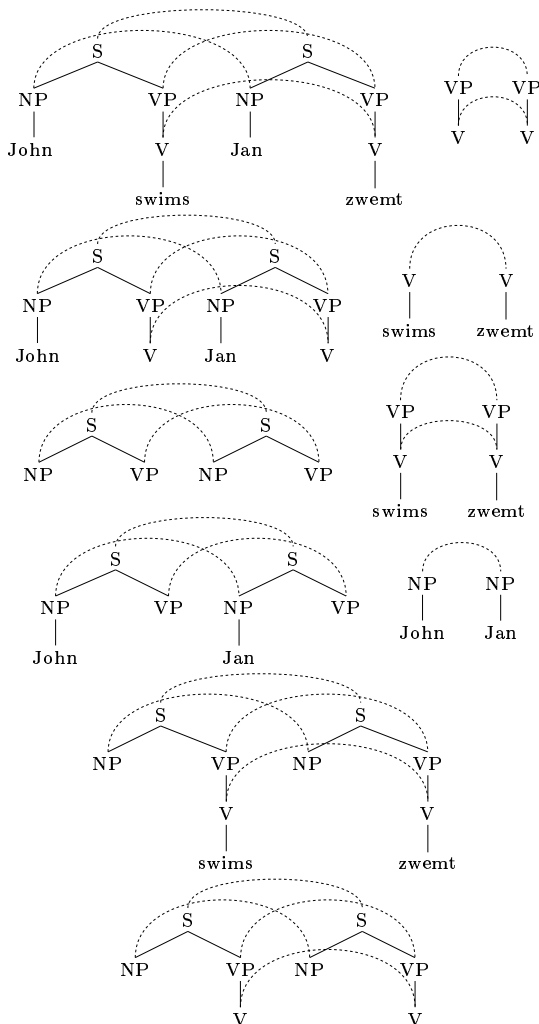 S S
NP VP NP VP VP VP
John V Jan V V V
swims zwemt
S S
NP VP NP VP V V
John V Jan V swims zwemt
S S VP VP
NP VP NP VP V V
swims zwemt
S S
NP VP NP VP NP NP
John Jan John Jan
S S
NP VP NP VP
V V
swims zwemt
S S
NP VP NP VP
V V